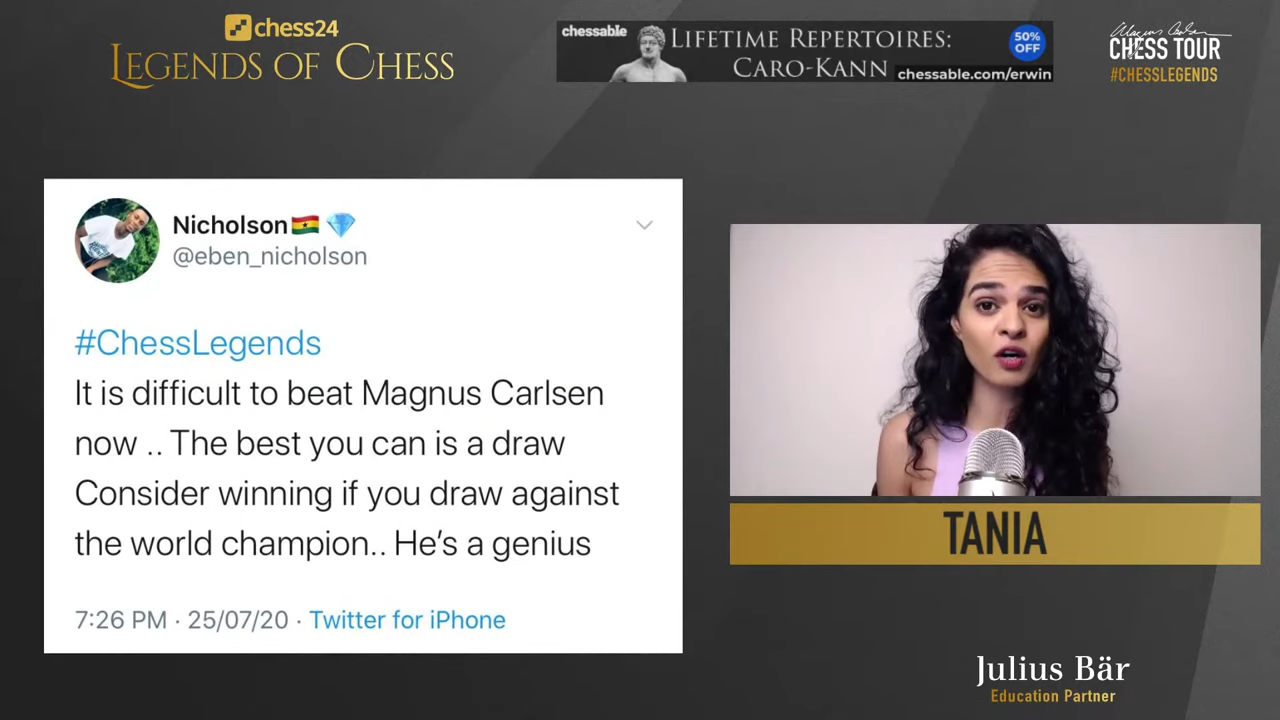 chess24
LEGENDS OF CHESS
chessable
LIFETIME REPERTOIRES:
CARO-KANN
50%
OFF
chessable.com/erwin
Magnus Carlsen
CHESS TOUR
#CHESSLEGENDS
Nicholson🇬🇭 💎
@eben_nicholson
#ChessLegends
It is difficult to beat Magnus Carlsen
now .. The best you can is a draw
Consider winning if you draw against
the world champion.. He’s a genius
7:26 PM · 25/07/20 · Twitter for iPhone
TANIA
Julius Bär
Education Partner